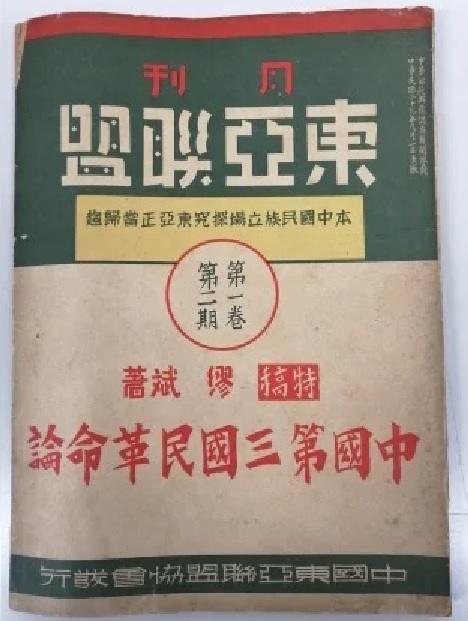 月刊
東亞聯盟
本中國民族立場探究東亞正當歸趨
第一卷
第二期
特稿 繆斌著
中國第三國民革命論
中國東亞聯盟協會發行